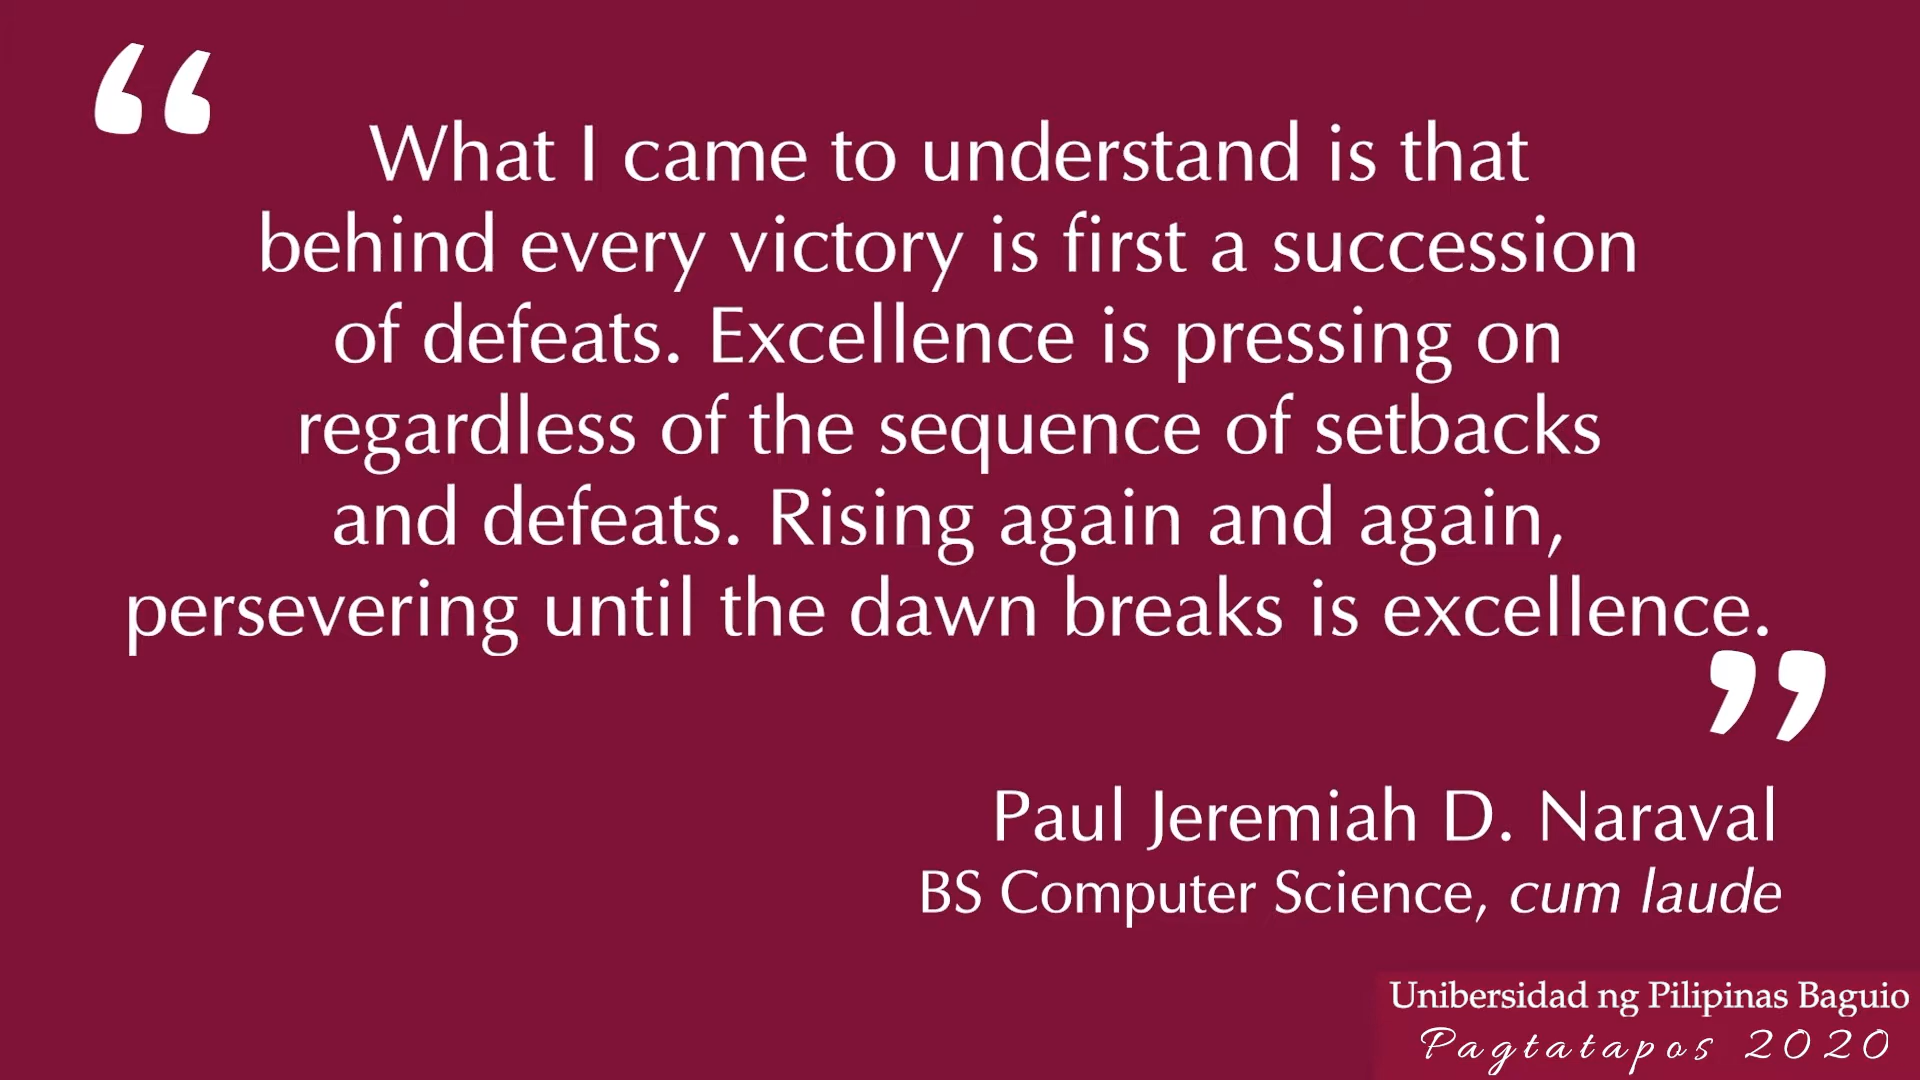 “
What I came to understand is that
behind every victory is first a succession
of defeats. Excellence is pressing on
regardless of the sequence of setbacks
and defeats. Rising again and again,
persevering until the dawn breaks is excellence.
”
Paul Jeremiah D. Naraval
BS Computer Science, cum laude
Unibersidad ng Pilipinas Baguio
Pagtatapos 2020